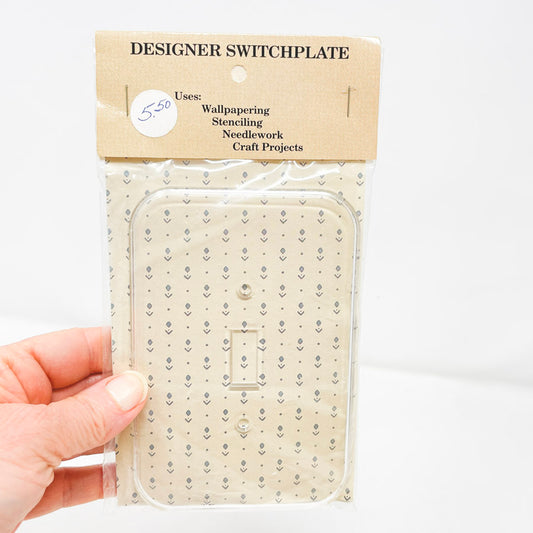 DESIGNER SWITCHPLATE
5.50
Uses:
Wallpapering
Stenciling
Needlework
Craft Projects